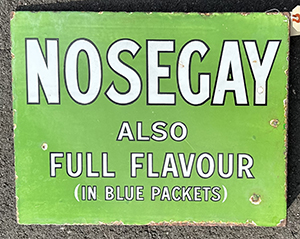 NOSEGAY
ALSO
FULL FLAVOUR
(IN BLUE PACKETS)